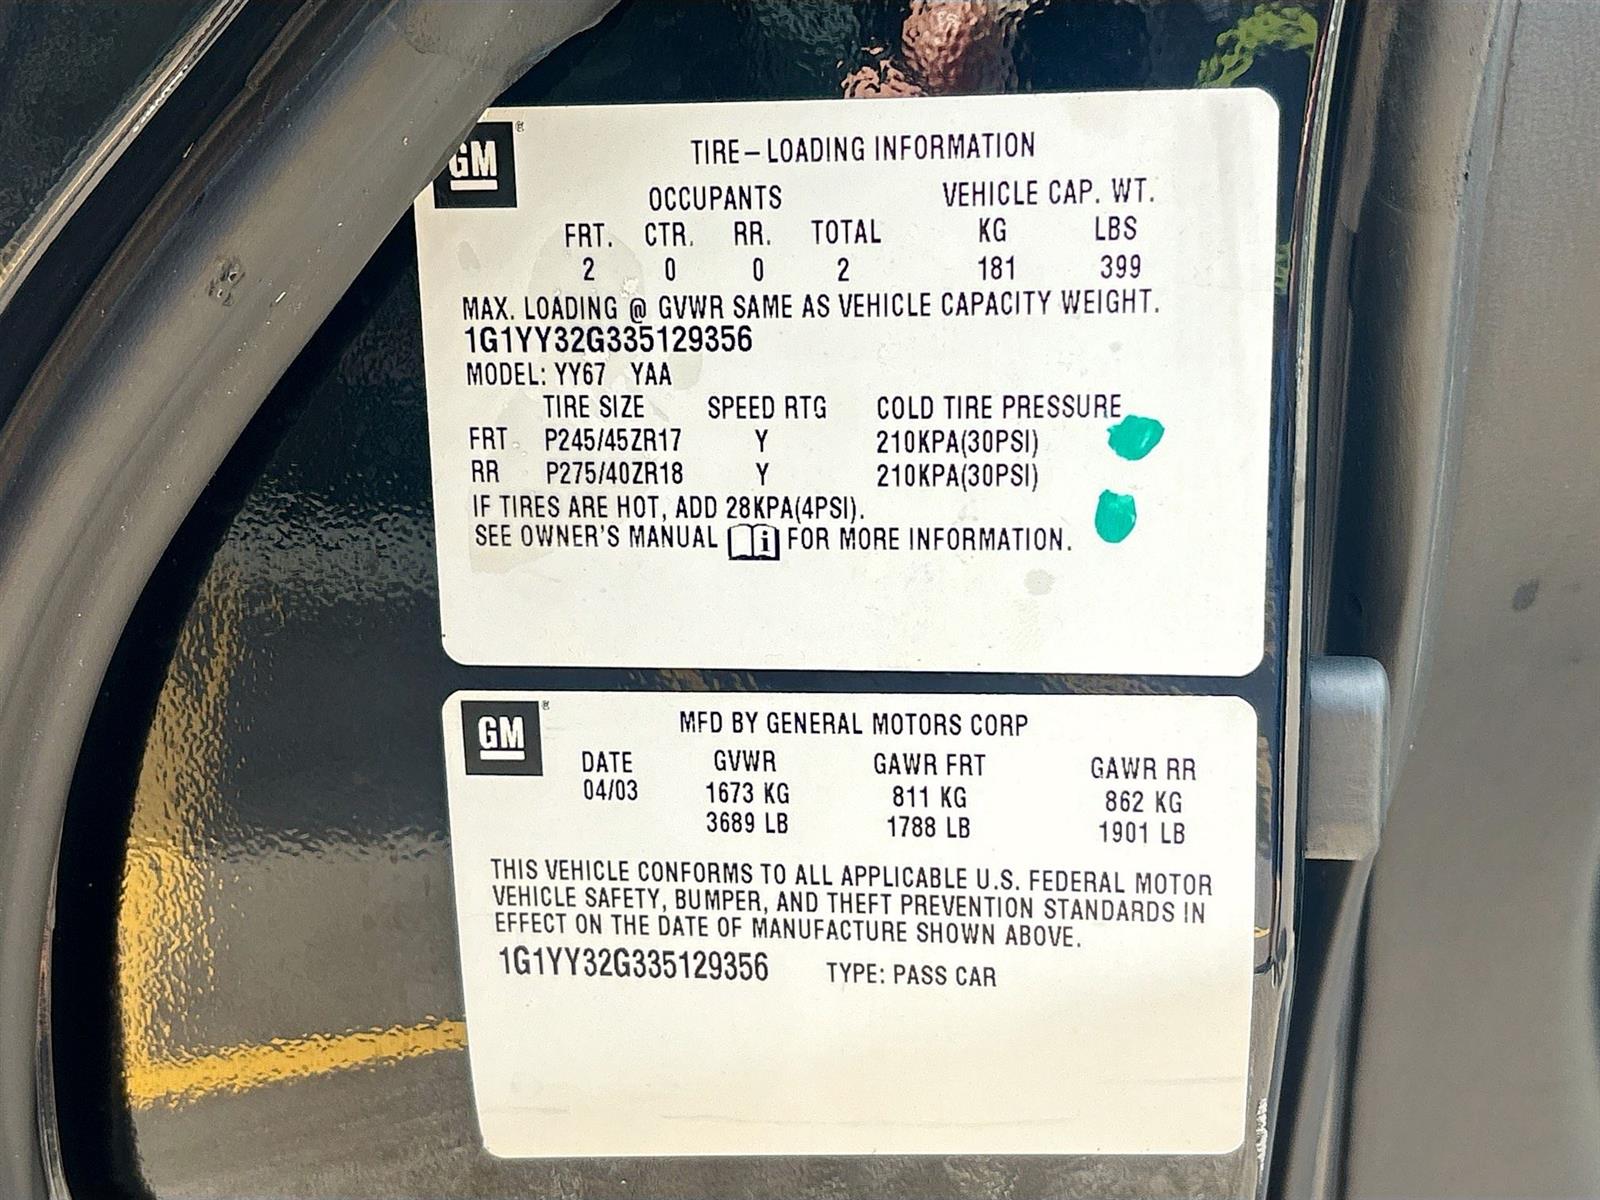 GM ®
TIRE-LOADING INFORMATION
OCCUPANTS VEHICLE CAP. WT.
FRT. CTR. RR. TOTAL KG LBS
2 0 0 2 181 399
MAX. LOADING @ GVWR SAME AS VEHICLE CAPACITY WEIGHT.
1G1YY32G335129356
MODEL: YY67 YAA
TIRE SIZE SPEED RTG COLD TIRE PRESSURE
FRT P245/45ZR17 Y 210KPA(30PSI)
RR P275/40ZR18 Y 210KPA(30PSI)
IF TIRES ARE HOT, ADD 28KPA(4PSI).
SEE OWNER'S MANUAL i FOR MORE INFORMATION.
GM ®
MFD BY GENERAL MOTORS CORP
DATE GVWR GAWR FRT GAWR RR
04/03 1673 KG 811 KG 862 KG
3689 LB 1788 LB 1901 LB
THIS VEHICLE CONFORMS TO ALL APPLICABLE U.S. FEDERAL MOTOR
VEHICLE SAFETY, BUMPER, AND THEFT PREVENTION STANDARDS IN
EFFECT ON THE DATE OF MANUFACTURE SHOWN ABOVE.
1G1YY32G335129356 TYPE: PASS CAR